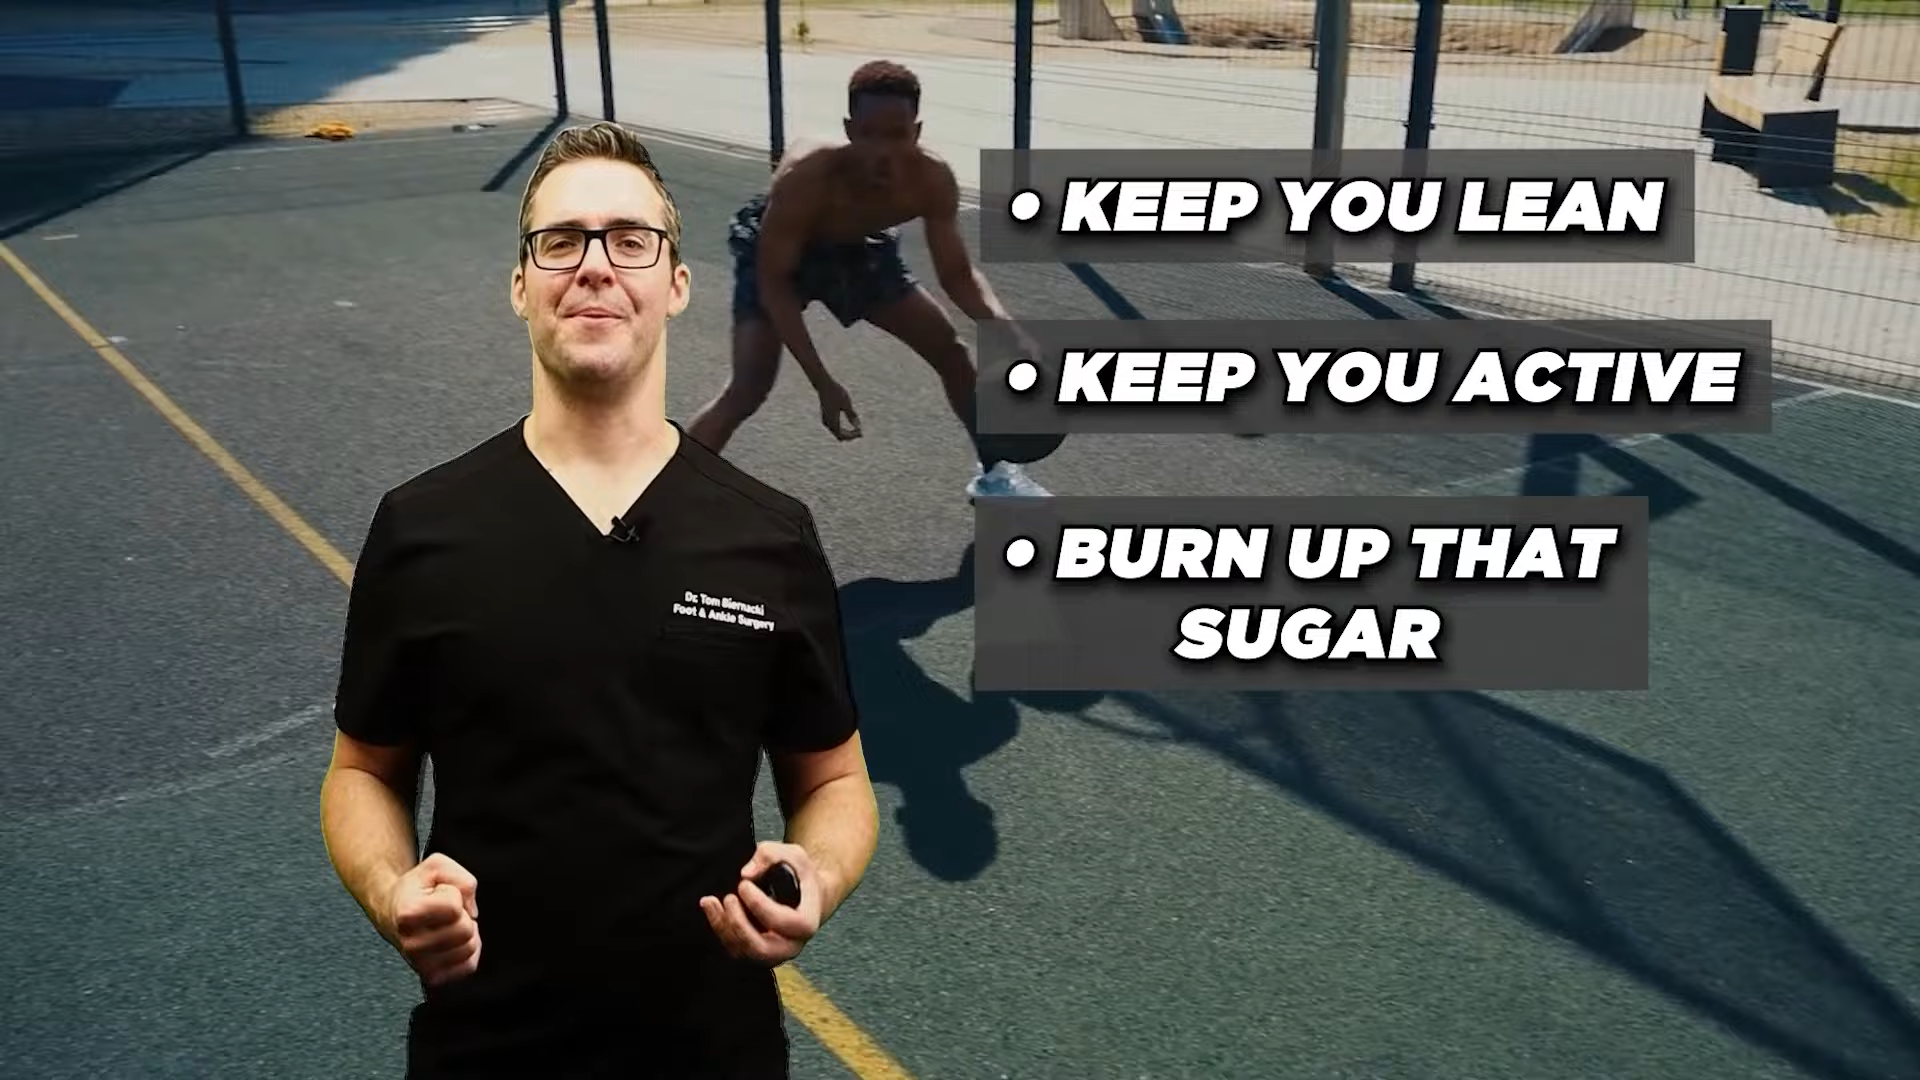 • KEEP YOU LEAN
• KEEP YOU ACTIVE
• BURN UP THAT
SUGAR
Dr. Tom Biernacki
Foot & Ankle Surgery